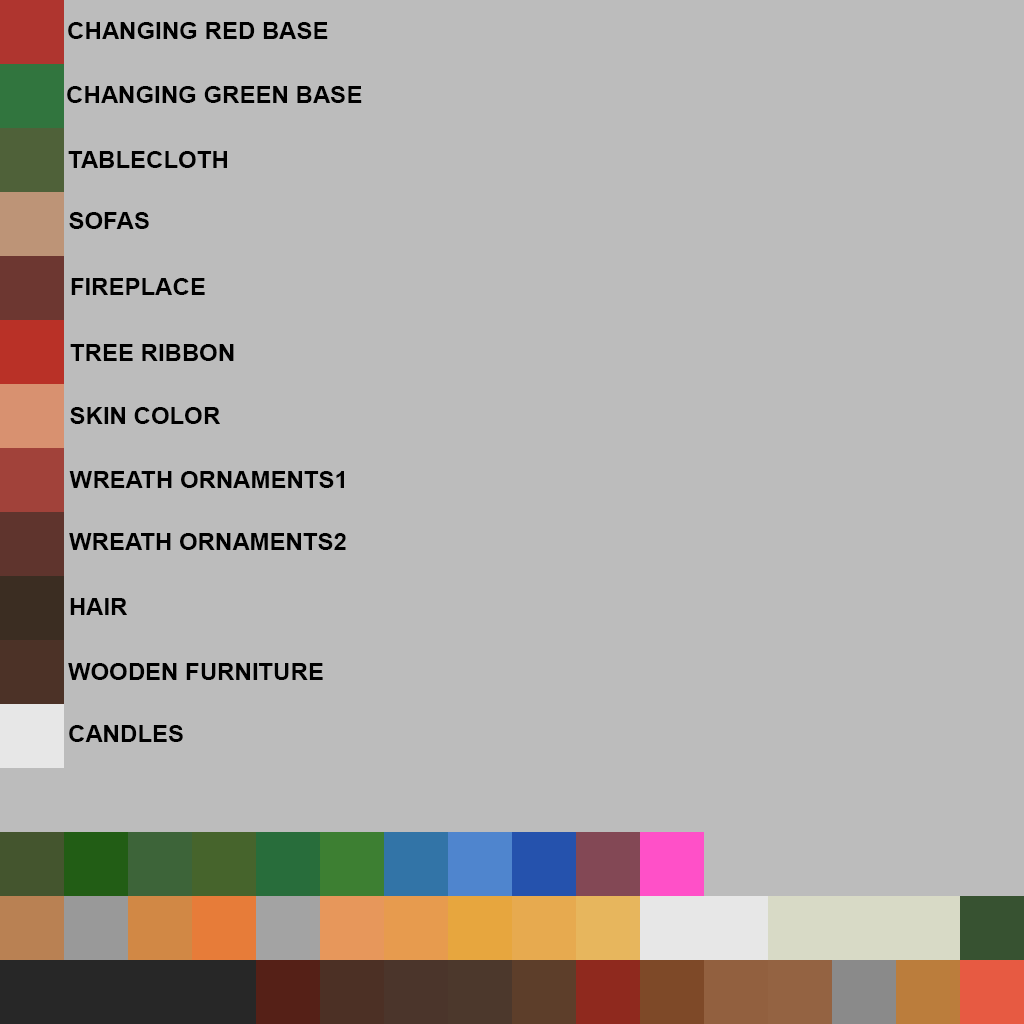 CHANGING RED BASE
CHANGING GREEN BASE
TABLECLOTH
SOFAS
FIREPLACE
TREE RIBBON
SKIN COLOR
WREATH ORNAMENTS1
WREATH ORNAMENTS2
HAIR
WOODEN FURNITURE
CANDLES